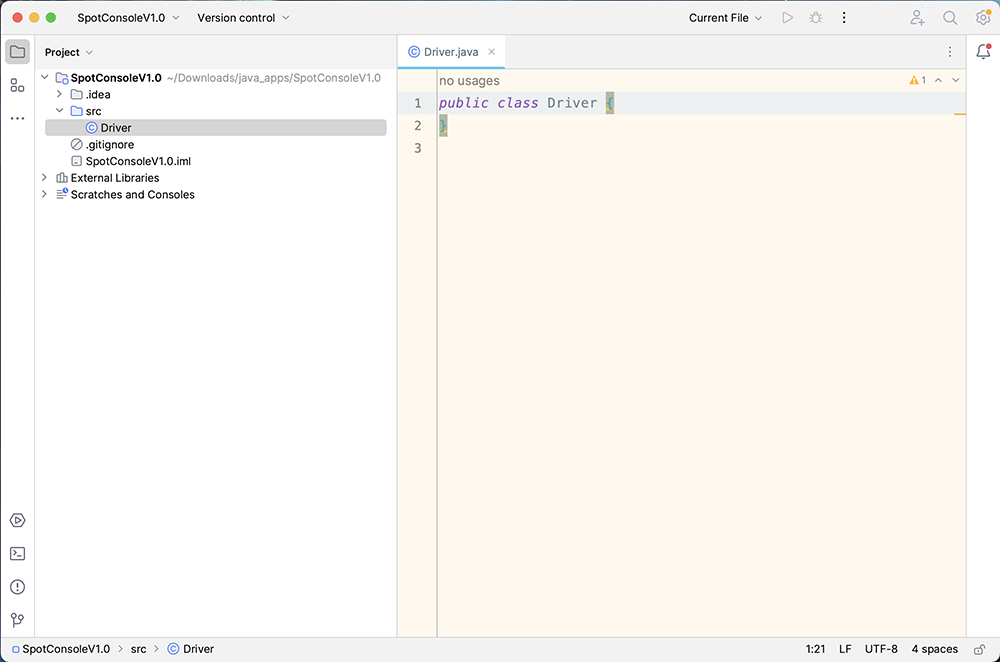 SpotConsoleV1.0 Version control Current File
Project
Driver.java
SpotConsoleV1.0 ~/Downloads/java_apps/SpotConsoleV1.0
.idea
src
Driver
.gitignore
SpotConsoleV1.0.iml
External Libraries
Scratches and Consoles
no usages
1
1 public class Driver {
2 }
3
SpotConsoleV1.0 > src > Driver
1:21 LF UTF-8 4 spaces